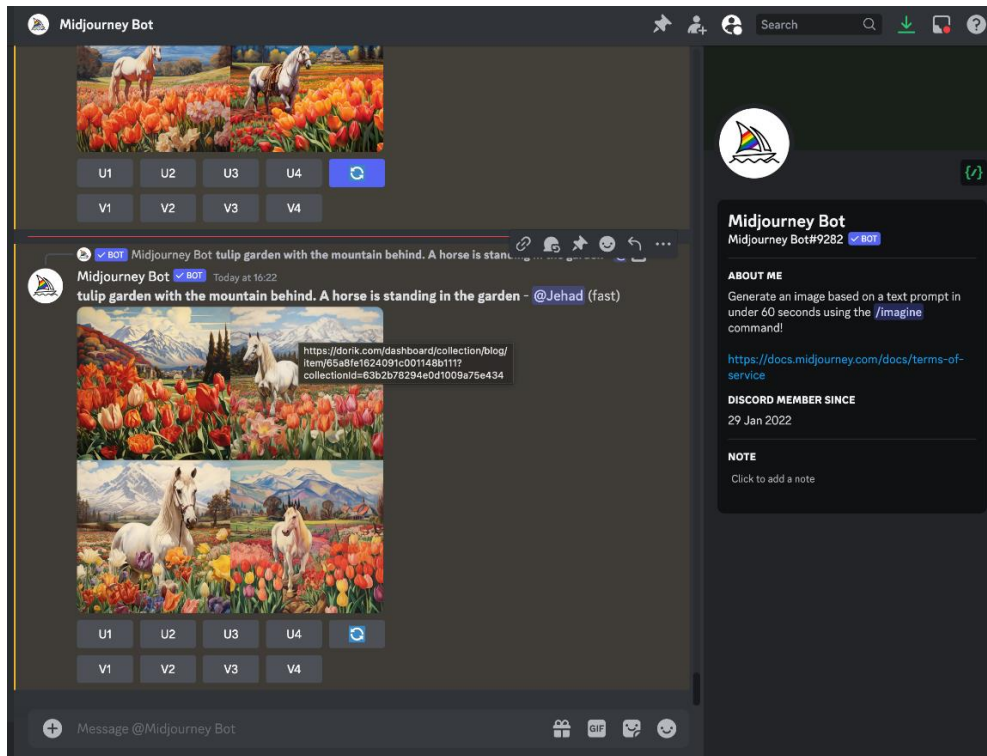 Midjourney Bot
Search
U1 U2 U3 U4
V1 V2 V3 V4
BOT Midjourney Bot tulip garden with the mountain behind. A horse is
Midjourney Bot BOT Today at 16:22
tulip garden with the mountain behind. A horse is standing in the garden - @Jehad (fast)
https://dorik.com/dashboard/collection/blog/
item/65a8fe1624091c001148b111?
collectionId=63b2b78294e0d1009a75e434
U1 U2 U3 U4
V1 V2 V3 V4
Message @Midjourney Bot
GIF
Midjourney Bot
Midjourney Bot#9282 BOT
ABOUT ME
Generate an image based on a text prompt in
under 60 seconds using the /imagine
command!
https://docs.midjourney.com/docs/terms-of-
service
DISCORD MEMBER SINCE
29 Jan 2022
NOTE
Click to add a note